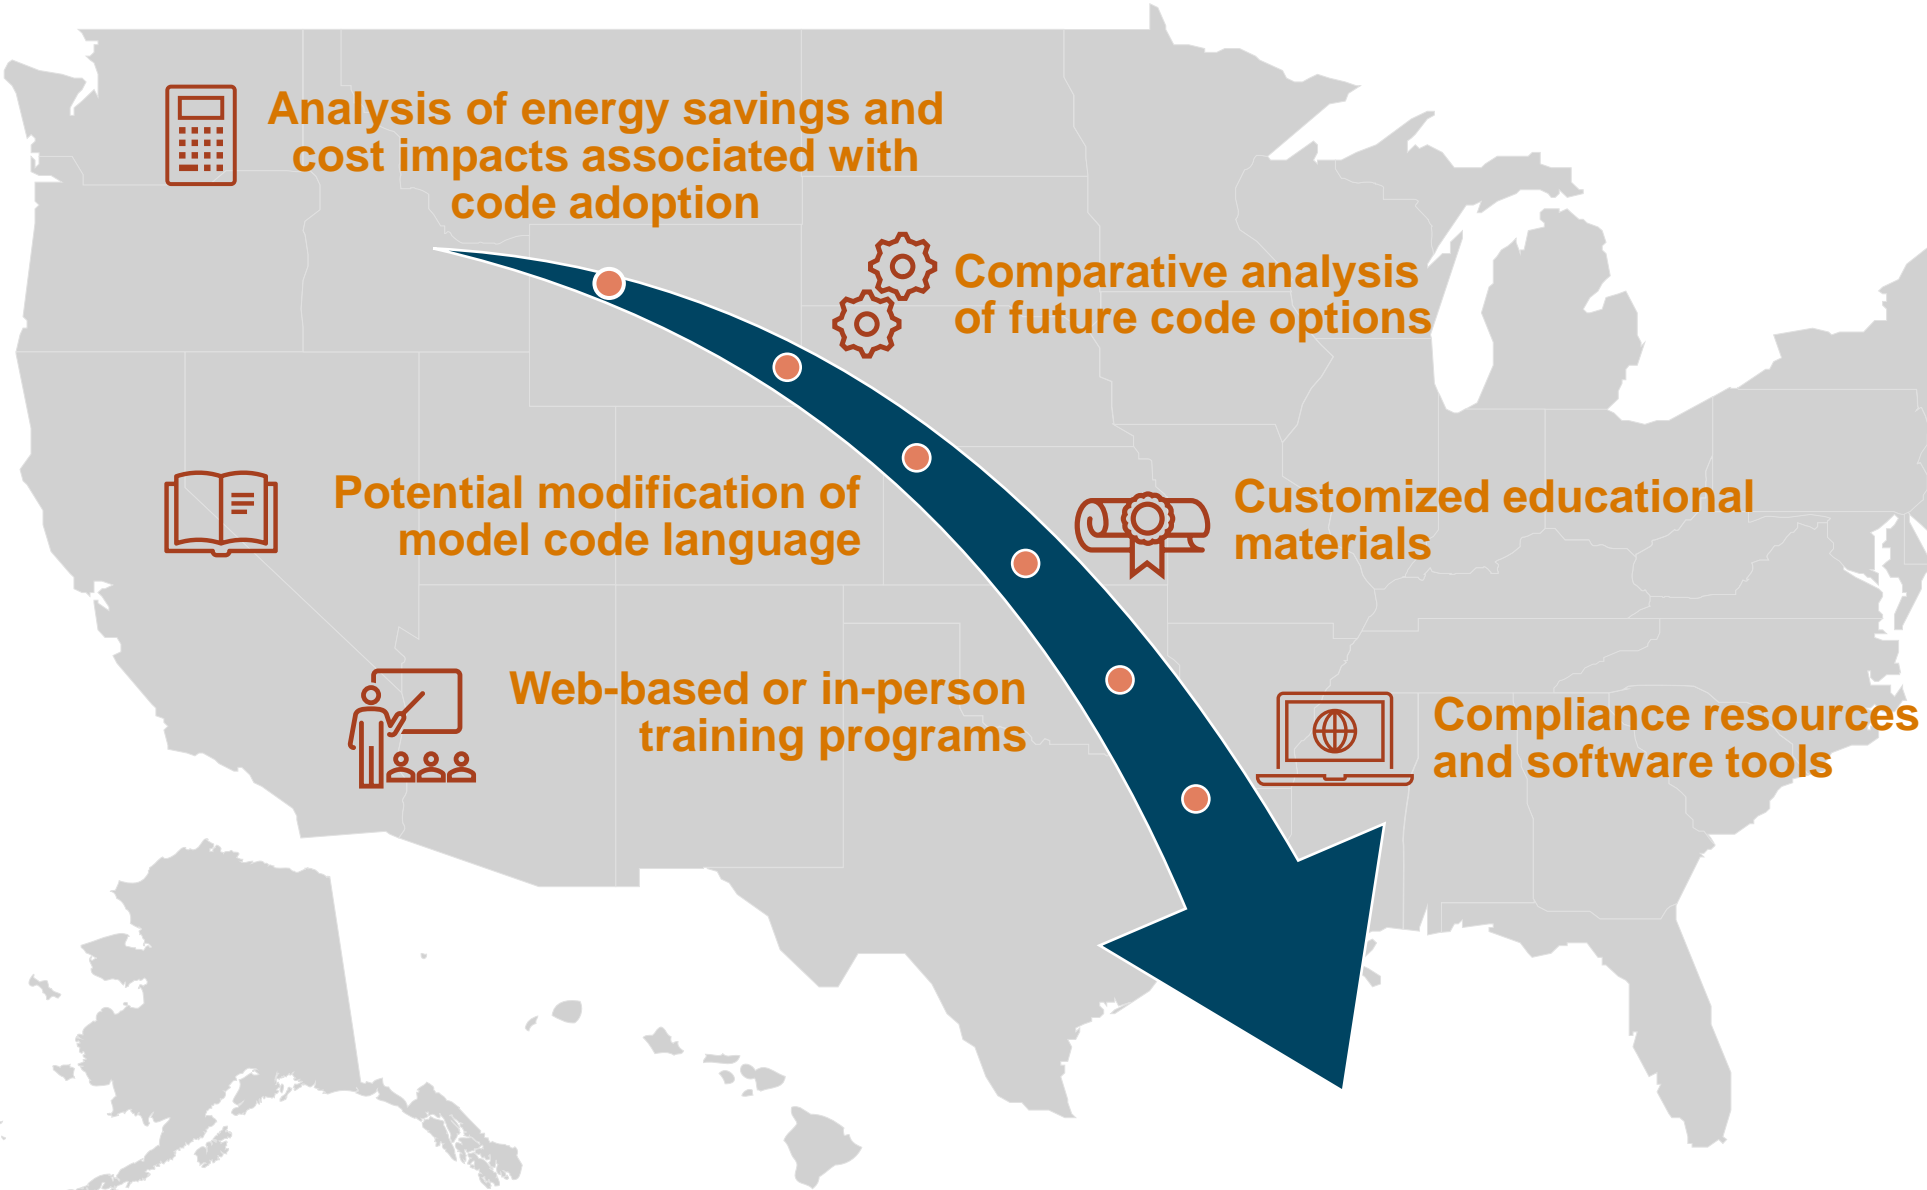 Analysis of energy savings and
cost impacts associated with
code adoption
Comparative analysis
of future code options
Potential modification of
model code language
Customized educational
materials
Web-based or in-person
training programs
Compliance resources
and software tools